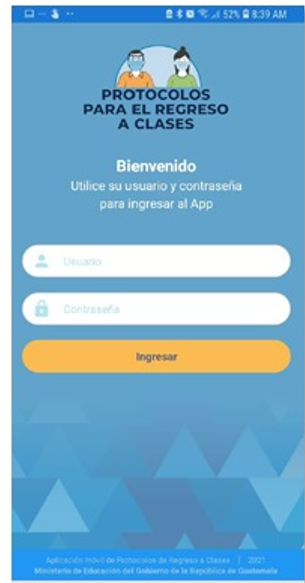 52% 8:39 AM
PROTOCOLOS
PARA EL REGRESO
A CLASES
Bienvenido
Utilice su usuario y contraseña
para ingresar al App
Usuario
Contraseña
Ingresar
Aplicación móvil de Protocolos de Regreso a Clases | 2021
Ministerio de Educación del Gobierno de la República de Guatemala